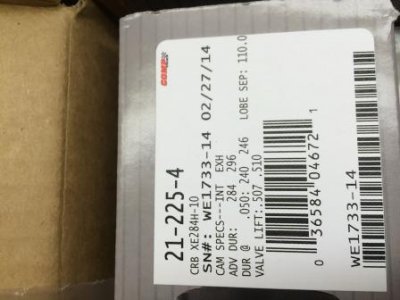 COMP
CAMS
21-225-4
CRB XE284H-10
SN#: WE1733-14 02/27/14
CAM SPECS---INT EXH
ADV DUR: 284 296
DUR @ .050: 240 246 LOBE SEP: 110.0
VALVE LIFT:.507 .510
0 36584 04672 1
WE1733-14